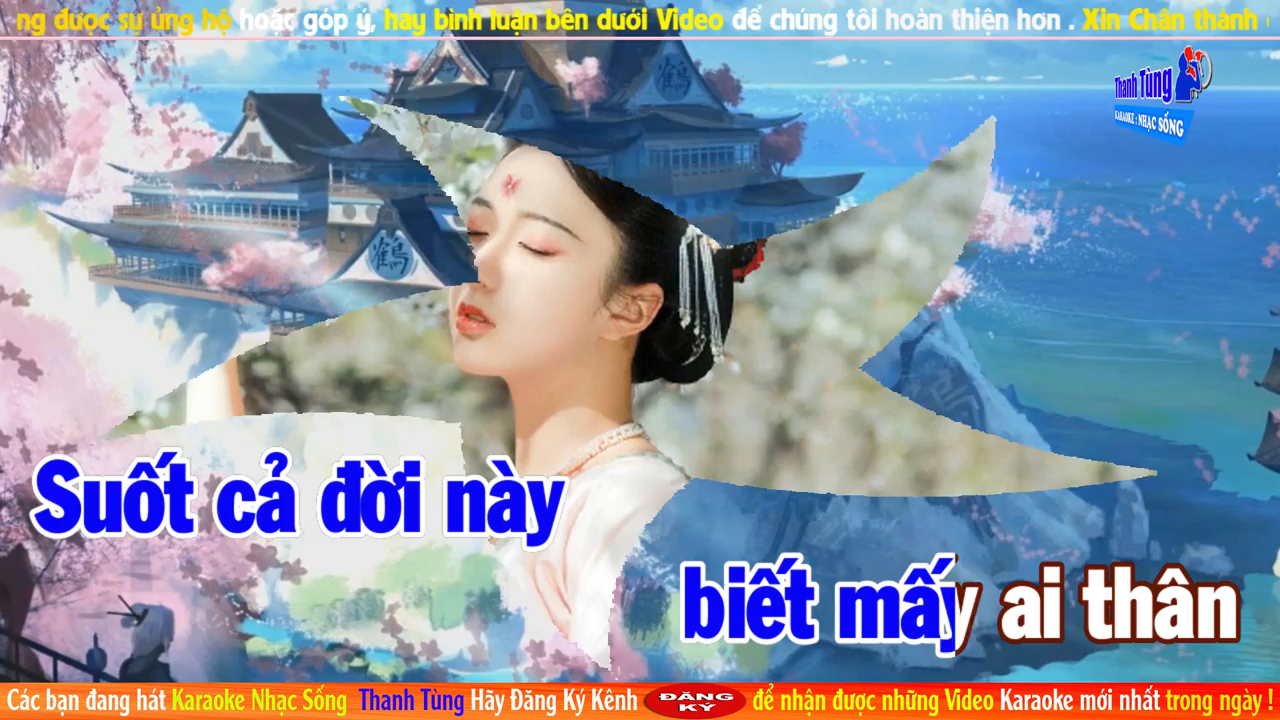 ng được sự ủng hộ hoặc góp ý, hay bình luận bên dưới Video để chúng tôi hoàn thiện hơn . Xin Chân thành
Thanh Tùng
KARAOKE : NHẠC SỐNG
鶴
鶴
Suốt cả đời này
biết mấy ai thân
Các bạn đang hát Karaoke Nhạc Sống Thanh Tùng Hãy Đăng Ký Kênh ĐĂNG KÝ để nhận được những Video Karaoke mới nhất trong ngày !